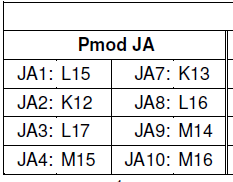 Pmod JA
JA1: L15 JA7: K13
JA2: K12 JA8: L16
JA3: L17 JA9: M14
JA4: M15 JA10: M16